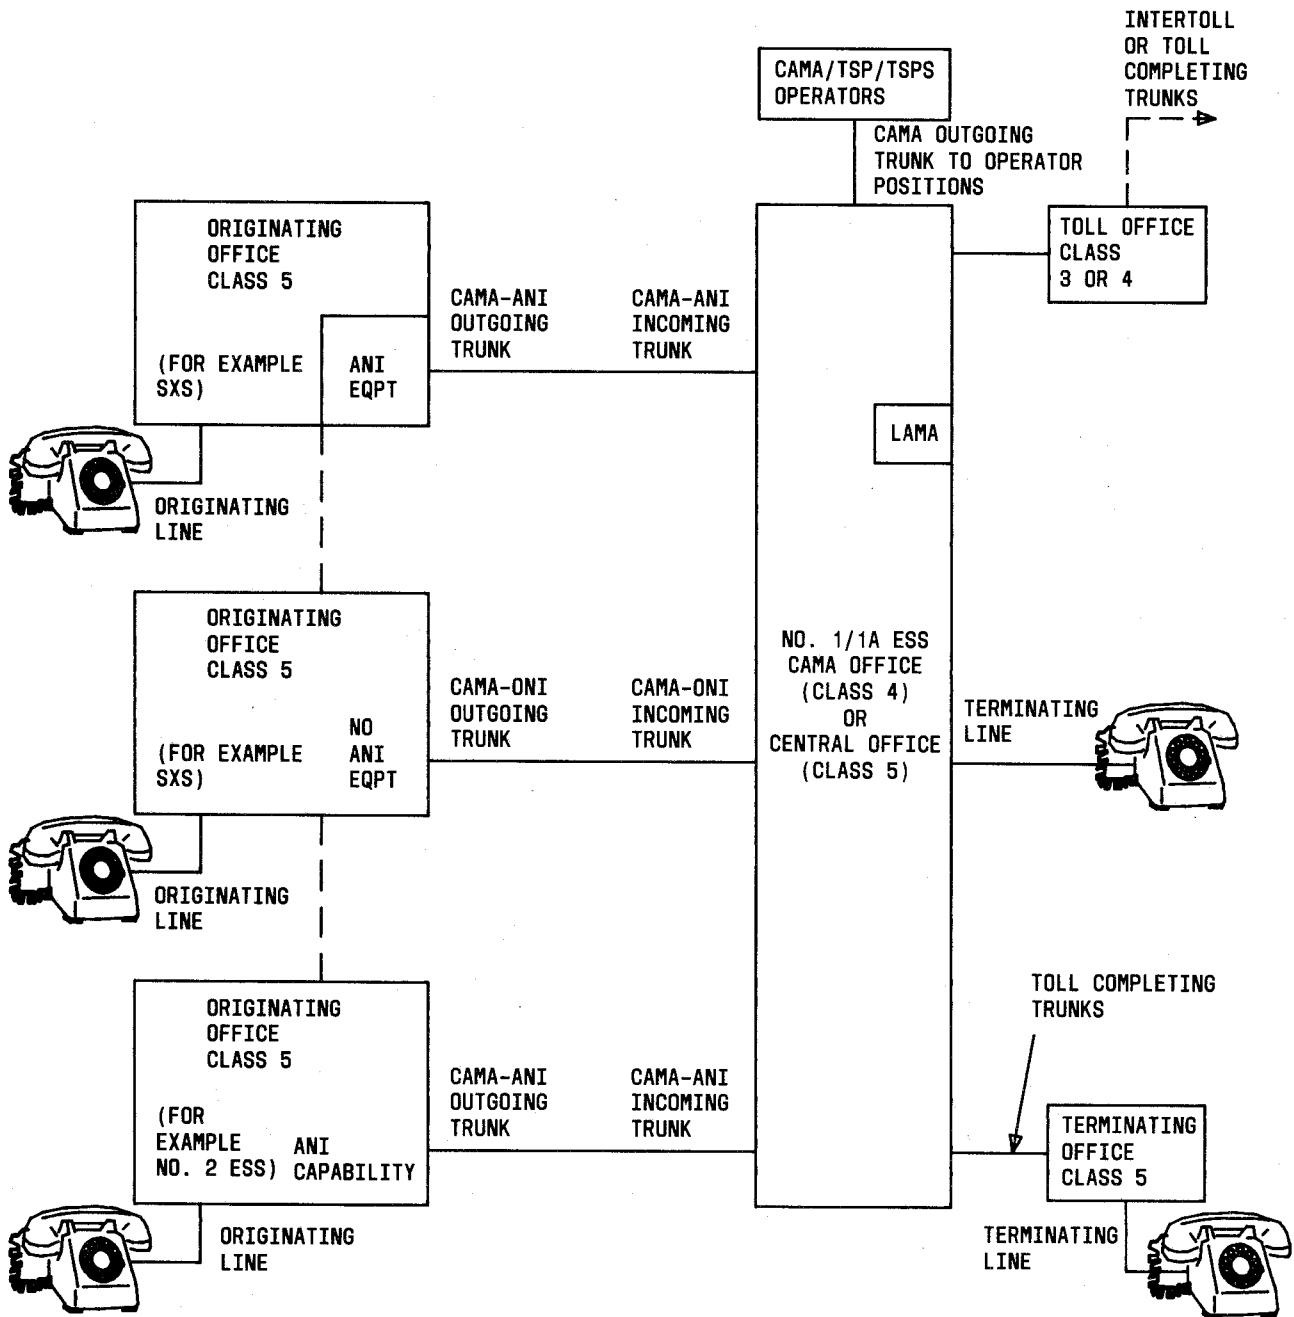 INTERTOLL
OR TOLL
COMPLETING
TRUNKS
CAMA/TSP/TSPS
OPERATORS
CAMA OUTGOING
TRUNK TO OPERATOR
POSITIONS
TOLL OFFICE
CLASS
3 OR 4
ORIGINATING
OFFICE
CLASS 5
(FOR EXAMPLE
SXS)
ANI
EQPT
CAMA-ANI
OUTGOING
TRUNK
CAMA-ANI
INCOMING
TRUNK
LAMA
ORIGINATING
LINE
ORIGINATING
OFFICE
CLASS 5
(FOR EXAMPLE
SXS)
NO
ANI
EQPT
CAMA-ONI
OUTGOING
TRUNK
CAMA-ONI
INCOMING
TRUNK
NO. 1/1A ESS
CAMA OFFICE
(CLASS 4)
OR
CENTRAL OFFICE
(CLASS 5)
TERMINATING
LINE
ORIGINATING
LINE
ORIGINATING
OFFICE
CLASS 5
(FOR
EXAMPLE
NO. 2 ESS)
ANI
CAPABILITY
CAMA-ANI
OUTGOING
TRUNK
CAMA-ANI
INCOMING
TRUNK
TOLL COMPLETING
TRUNKS
TERMINATING
OFFICE
CLASS 5
ORIGINATING
LINE
TERMINATING
LINE